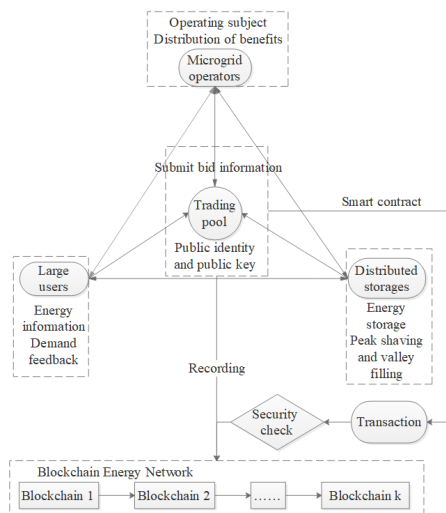 Operating subject
Distribution of benefits
Microgrid
operators
Submit bid information
Trading
pool
Smart contract
Public identity
and public key
Large
users
Distributed
storages
Energy
information
Demand
feedback
Energy
storage
Peak shaving
and valley
filling
Recording
Security
check
Transaction
Blockchain Energy Network
Blockchain 1
Blockchain 2
……
Blockchain k